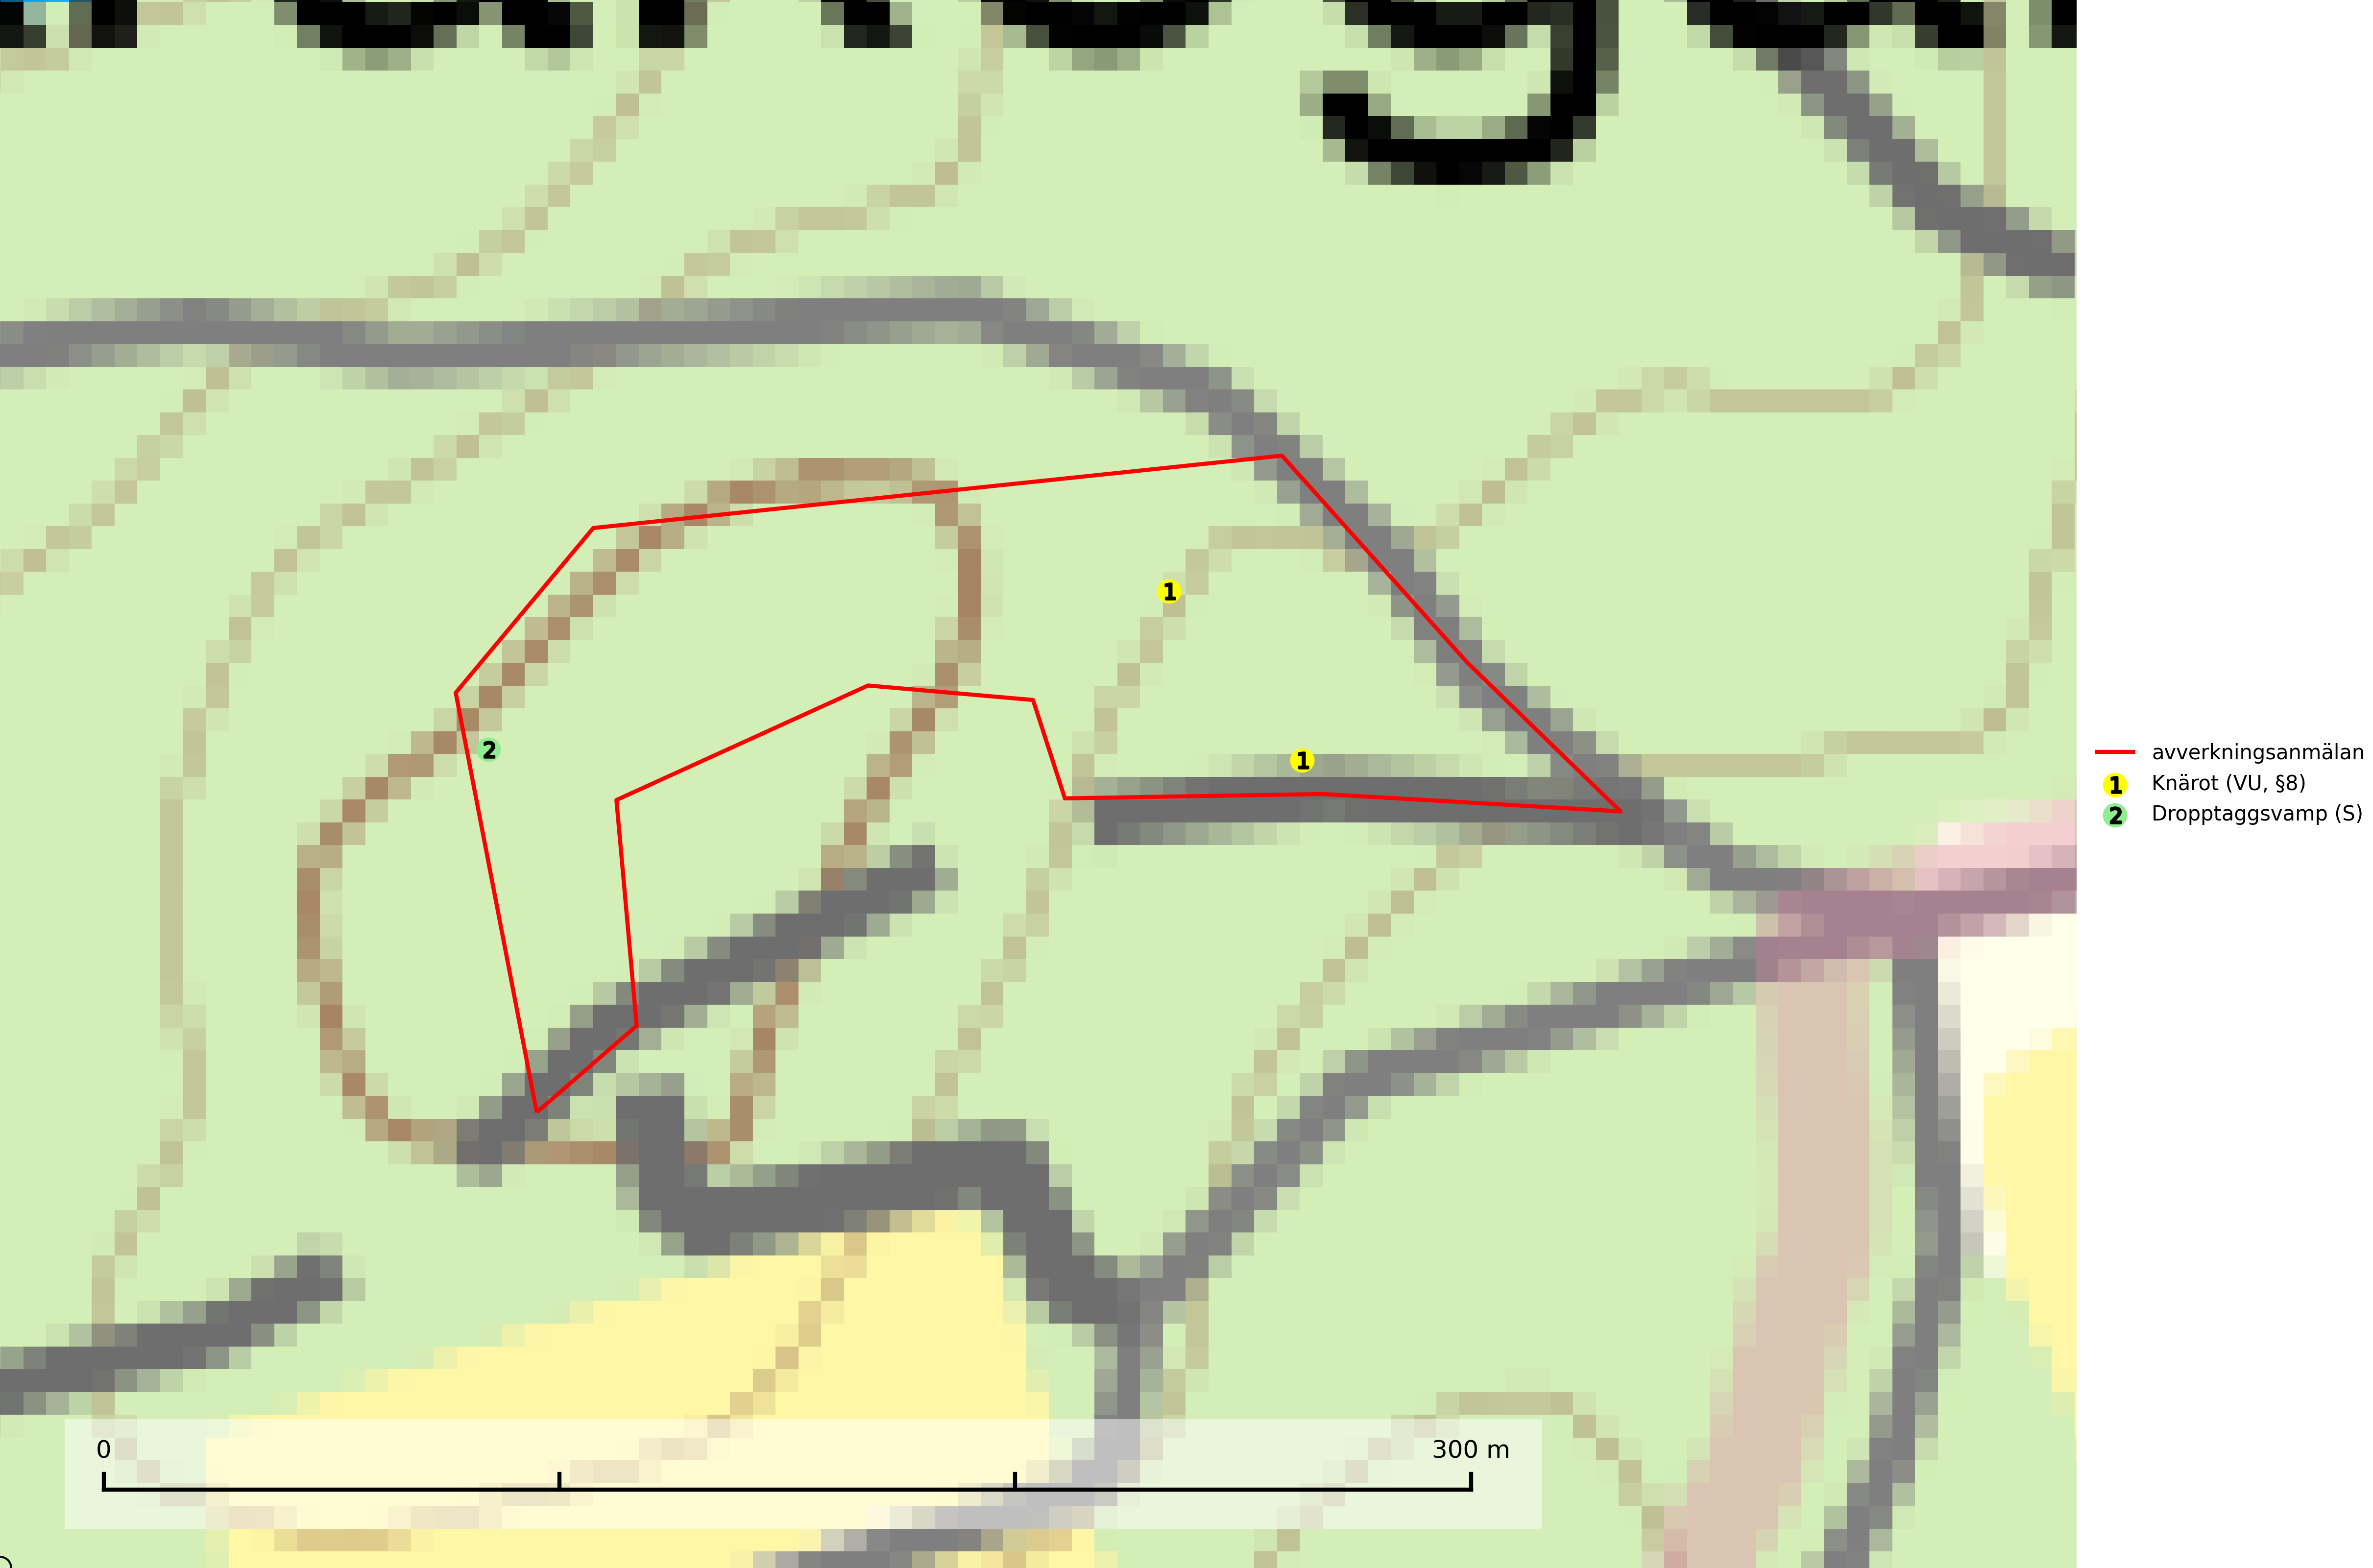 1
1
2
avverkningsanmälan
1 Knärot (VU, §8)
2 Dropptaggsvamp (S)
0 300 m